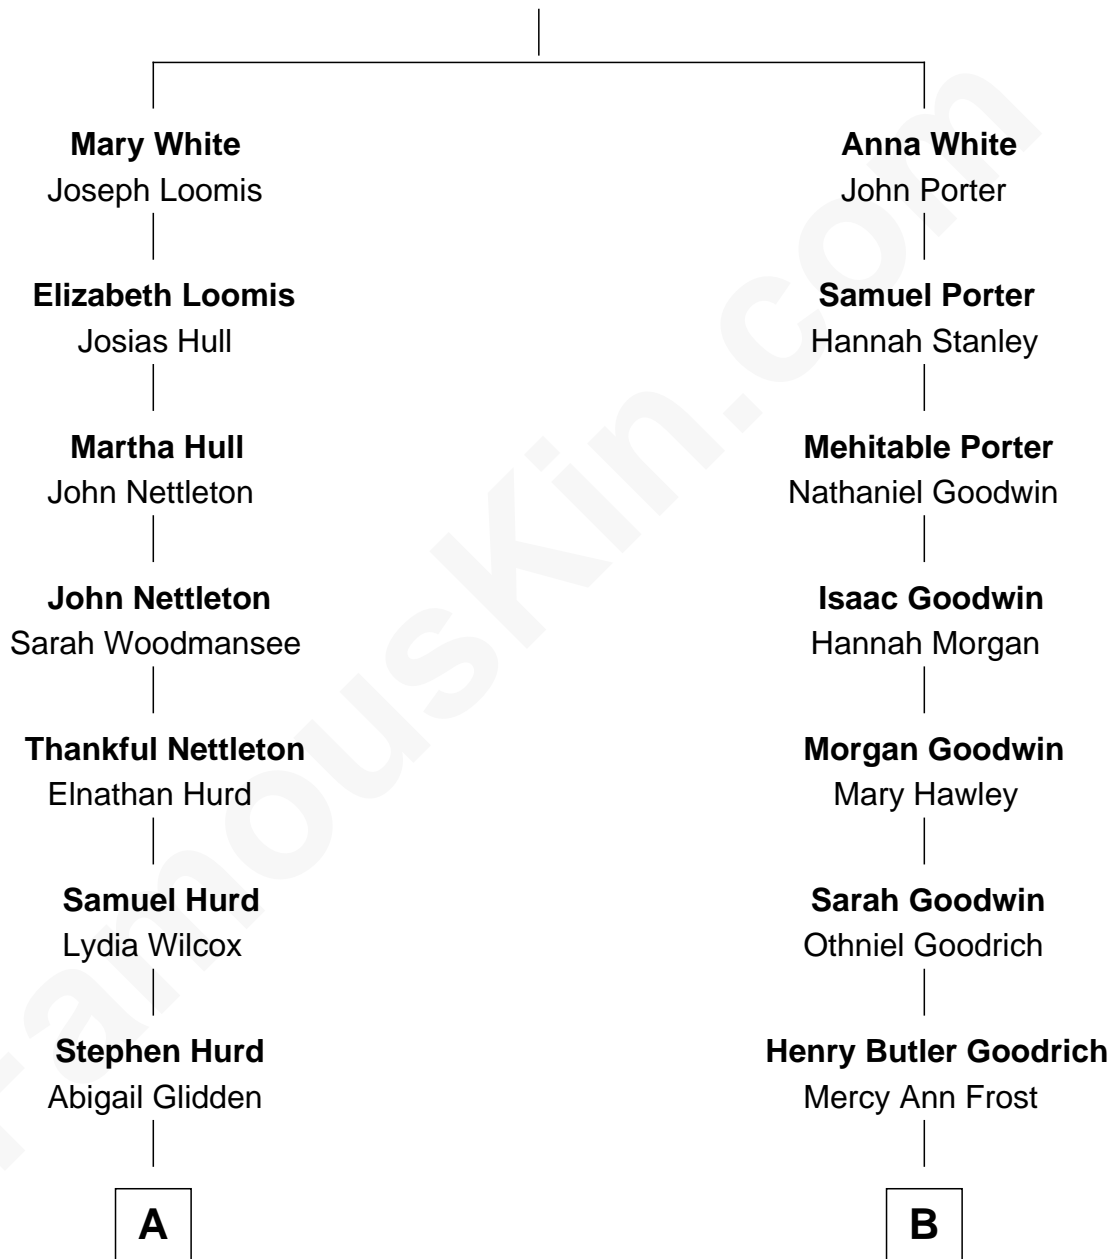 Mary White
Joseph Loomis
Elizabeth Loomis
Josias Hull
Martha Hull
John Nettleton
John Nettleton
Sarah Woodmansee
Thankful Nettleton
Elnathan Hurd
Samuel Hurd
Lydia Wilcox
Stephen Hurd
Abigail Glidden
A
Anna White
John Porter
Samuel Porter
Hannah Stanley
Mehitable Porter
Nathaniel Goodwin
Isaac Goodwin
Hannah Morgan
Morgan Goodwin
Mary Hawley
Sarah Goodwin
Othniel Goodrich
Henry Butler Goodrich
Mercy Ann Frost
B
FamousKin.com